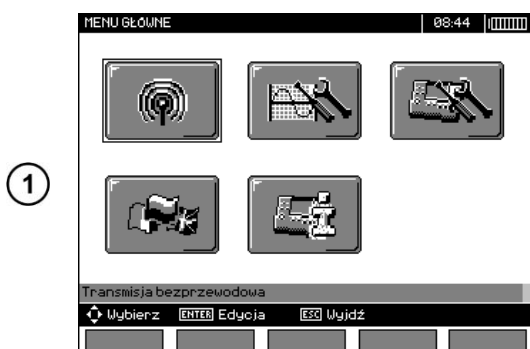 MENU GŁÓWNE 08:44
1
Transmisja bezprzewodowa
Wybierz ENTER Edycja ESC Wyjdź